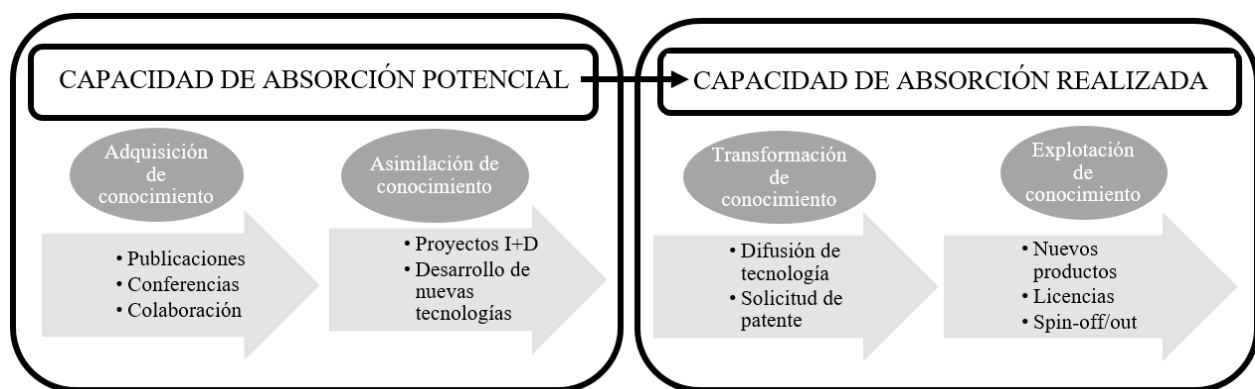 CAPACIDAD DE ABSORCIÓN POTENCIAL
Adquisición
de
conocimiento
• Publicaciones
• Conferencias
• Colaboración
Asimilación de
conocimiento
• Proyectos I+D
• Desarrollo de
nuevas
tecnologías
CAPACIDAD DE ABSORCIÓN REALIZADA
Transformación
de
conocimiento
• Difusión de
tecnología
• Solicitud de
patente
Explotación
de
conocimiento
• Nuevos
productos
• Licencias
• Spin-off/out